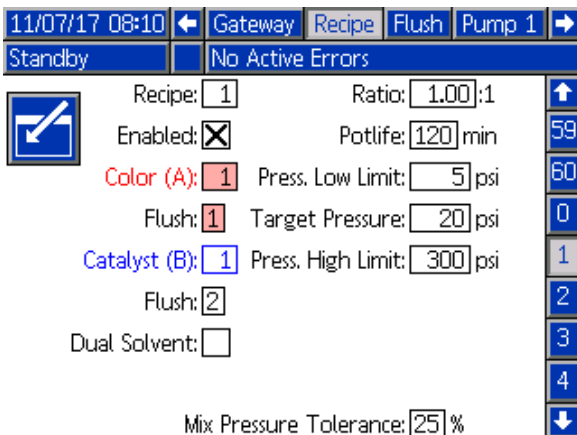 11/07/17 08:10 Gateway Recipe Flush Pump 1
Standby No Active Errors
Recipe: 1 Ratio: 1.00:1
Enabled: Potlife: 120 min
59
Color (A): 1 Press. Low Limit: 5 psi
60
Flush: 1 Target Pressure: 20 psi
0
Catalyst (B): 1 Press. High Limit: 300 psi
1
Flush: 2
2
Dual Solvent:
3
4
Mix Pressure Tolerance: 25 %